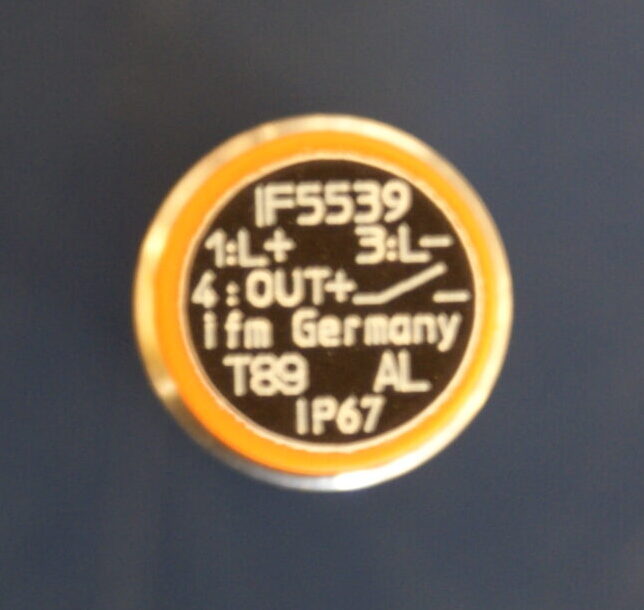 IF5539
1:L+ 3:L-
4:OUT+
ifm Germany
T89 AL
IP67